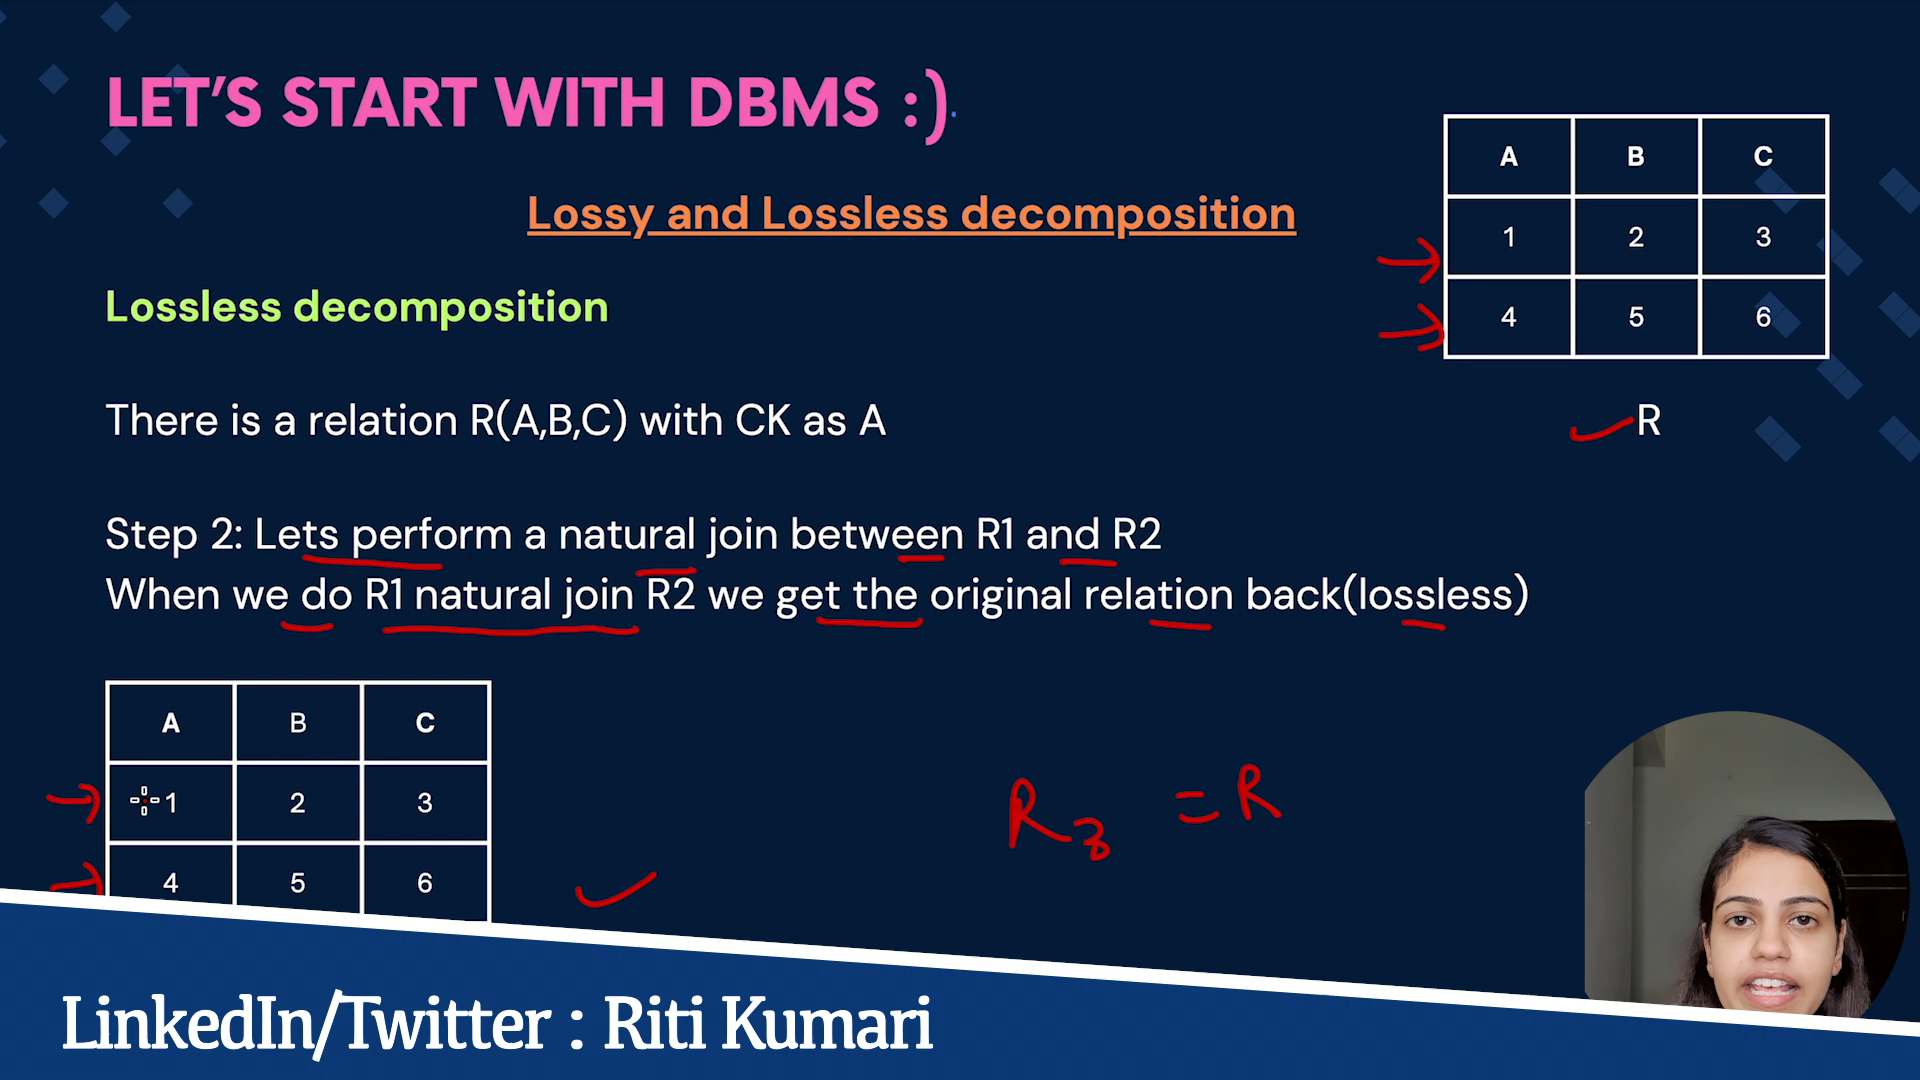 LET'S START WITH DBMS :)
Lossy and Lossless decomposition
A B C
1 2 3
4 5 6
R
Lossless decomposition
There is a relation R(A,B,C) with CK as A
Step 2: Lets perform a natural join between R1 and R2
When we do R1 natural join R2 we get the original relation back(lossless)
A B C
1 2 3
4 5 6
R3 = R
LinkedIn/Twitter : Riti Kumari